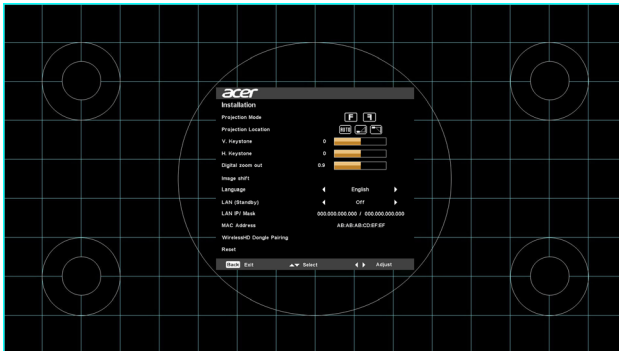 acer
Installation
Projection Mode
Projection Location AUTO
V. Keystone 0
H. Keystone 0
Digital zoom out 0.9
Image shift
Language English
LAN (Standby) Off
LAN IP/ Mask 000.000.000.000 / 000.000.000.000
MAC Address AB:AB:AB:CD:EF:EF
WirelessHD Dongle Pairing
Reset
Back Exit Select Adjust